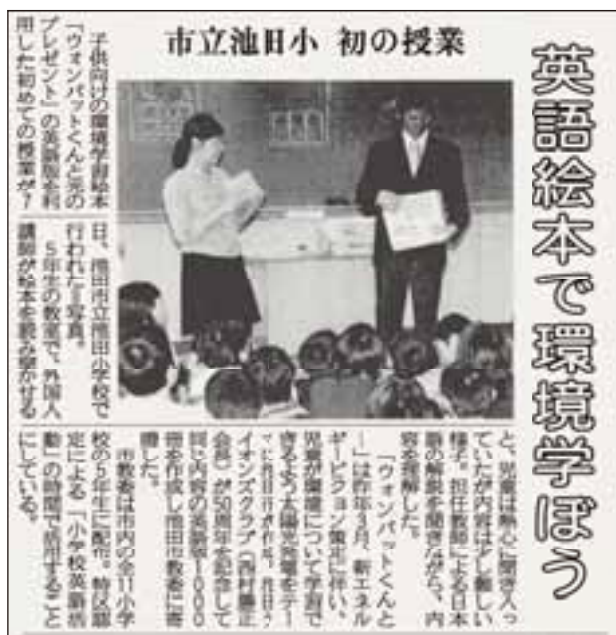 英語絵本で環境学ぼう
市立池田小 初の授業
子供向けの環境学習絵本
「ウォンバットくんと光の
プレゼント」の英語版を利
用した初めての授業が7
日、池田市立池田小学校で
行われた＝写真。
５年生の教室で、外国人
講師が絵本を読み聞かせる
と、児童は熱心に聞き入っ
ていたが内容は少し難しい
様子。担任教師による日本
語の解説を聞きながら、内
容を理解した。
「ウォンバットくんと
―」は昨年3月、新エネル
ギービジョン策定に伴い、
児童が環境について学習で
きるよう太陽光発電をテー
マに池田市が作成。池田ラ
イオンズクラブ（西村勝正
会長）が50周年を記念して
同じ内容の英語版1000
冊を作成し池田市教委に寄
贈した。
市教委は市内の全11小学
校の5年生に配布。特区認
定による「小学校英語活
動」の時間で活用すること
にしている。